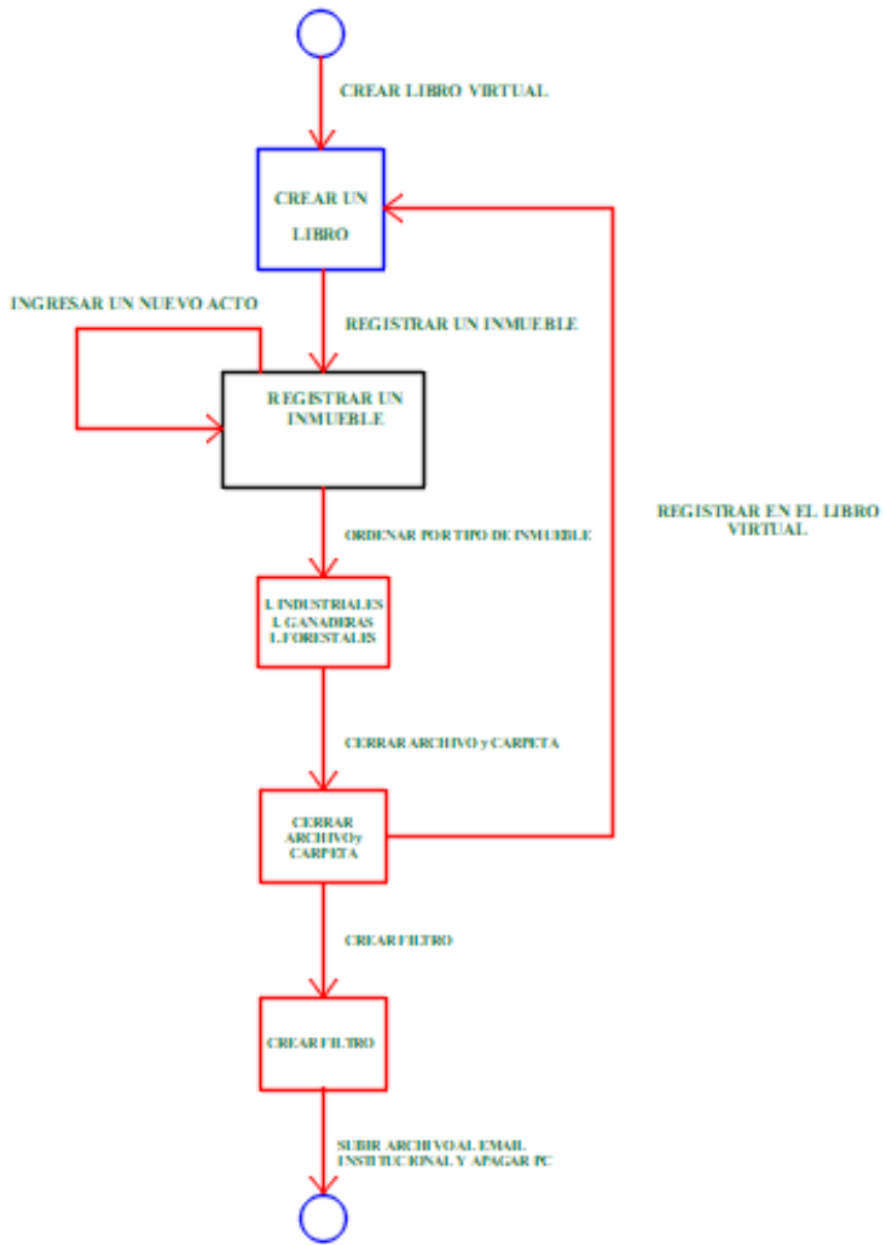 CREAR LIBRO VIRTUAL
CREAR UN
LIBRO
INGRESAR UN NUEVO ACTO
REGISTRAR UN INMUEBLE
REGISTRAR UN
INMUEBLE
REGISTRAR EN EL LIBRO
VIRTUAL
ORDENAR POR TIPO DE INMUEBLE
I. INDUSTRIALES
I. GANADERAS
I. FORESTALES
CERRAR ARCHIVO y CARPETA
CERRAR
ARCHIVO y
CARPETA
CREAR FILTRO
CREAR FILTRO
SUBIR ARCHIVO AL EMAIL
INSTITUCIONAL Y APAGAR PC